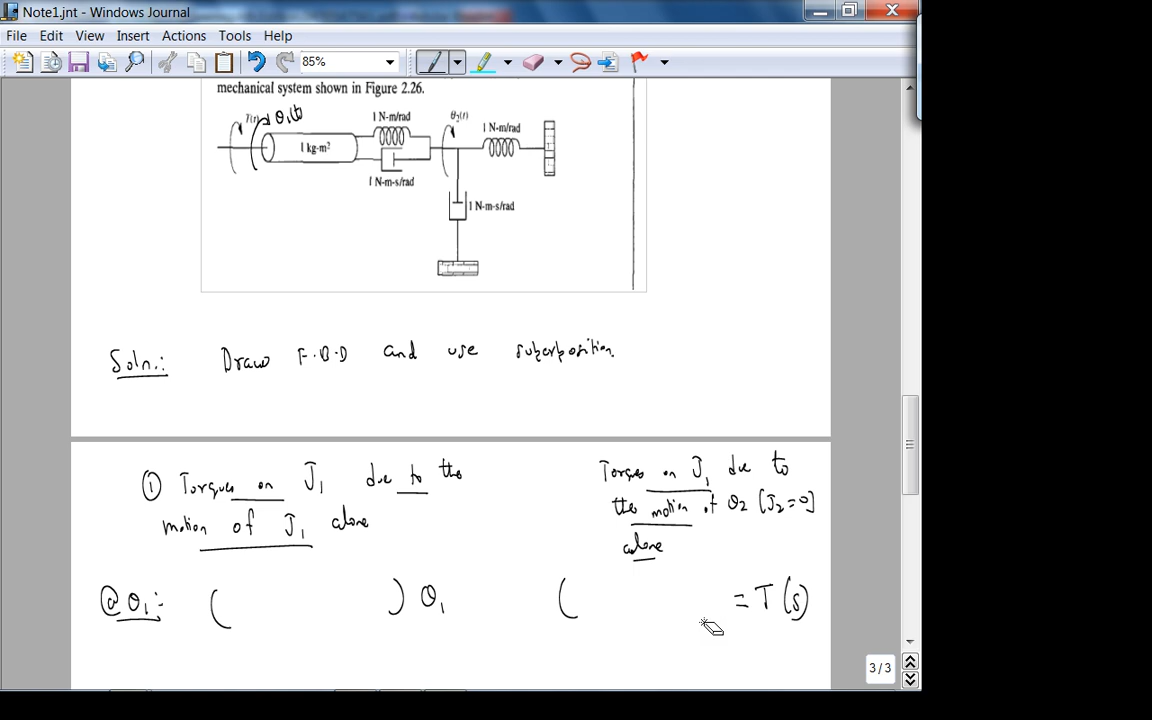 Note1.jnt - Windows Journal
File Edit View Insert Actions Tools Help
85%
mechanical system shown in Figure 2.26.
T(t) θ₁(t) 1 N-m/rad θ₂(t) 1 N-m/rad
1 kg-m²
1 N-m-s/rad
1 N-m-s/rad
Soln.: Draw F.B.D and use superposition.
① Torques on J₁ due to the
motion of J₁ alone
Torques on J₁ due to
the motion of θ₂ [J₂=0]
alone
@ θ₁:- ( ) θ₁ ( = T(s)
3 / 3